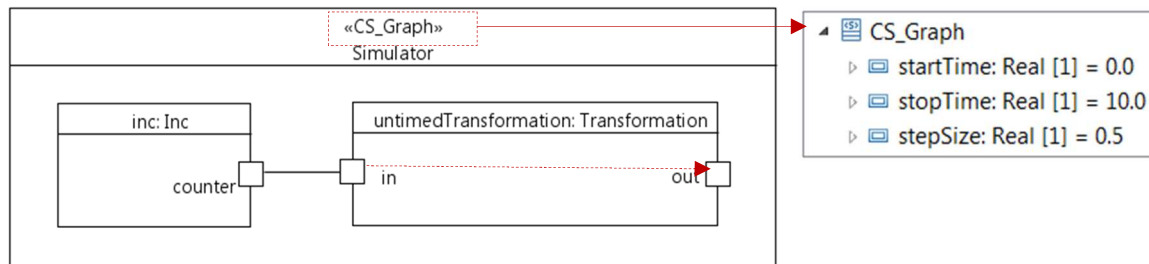 «CS_Graph»
Simulator
inc: Inc
counter
untimedTransformation: Transformation
in
out
CS_Graph
startTime: Real [1] = 0.0
stopTime: Real [1] = 10.0
stepSize: Real [1] = 0.5